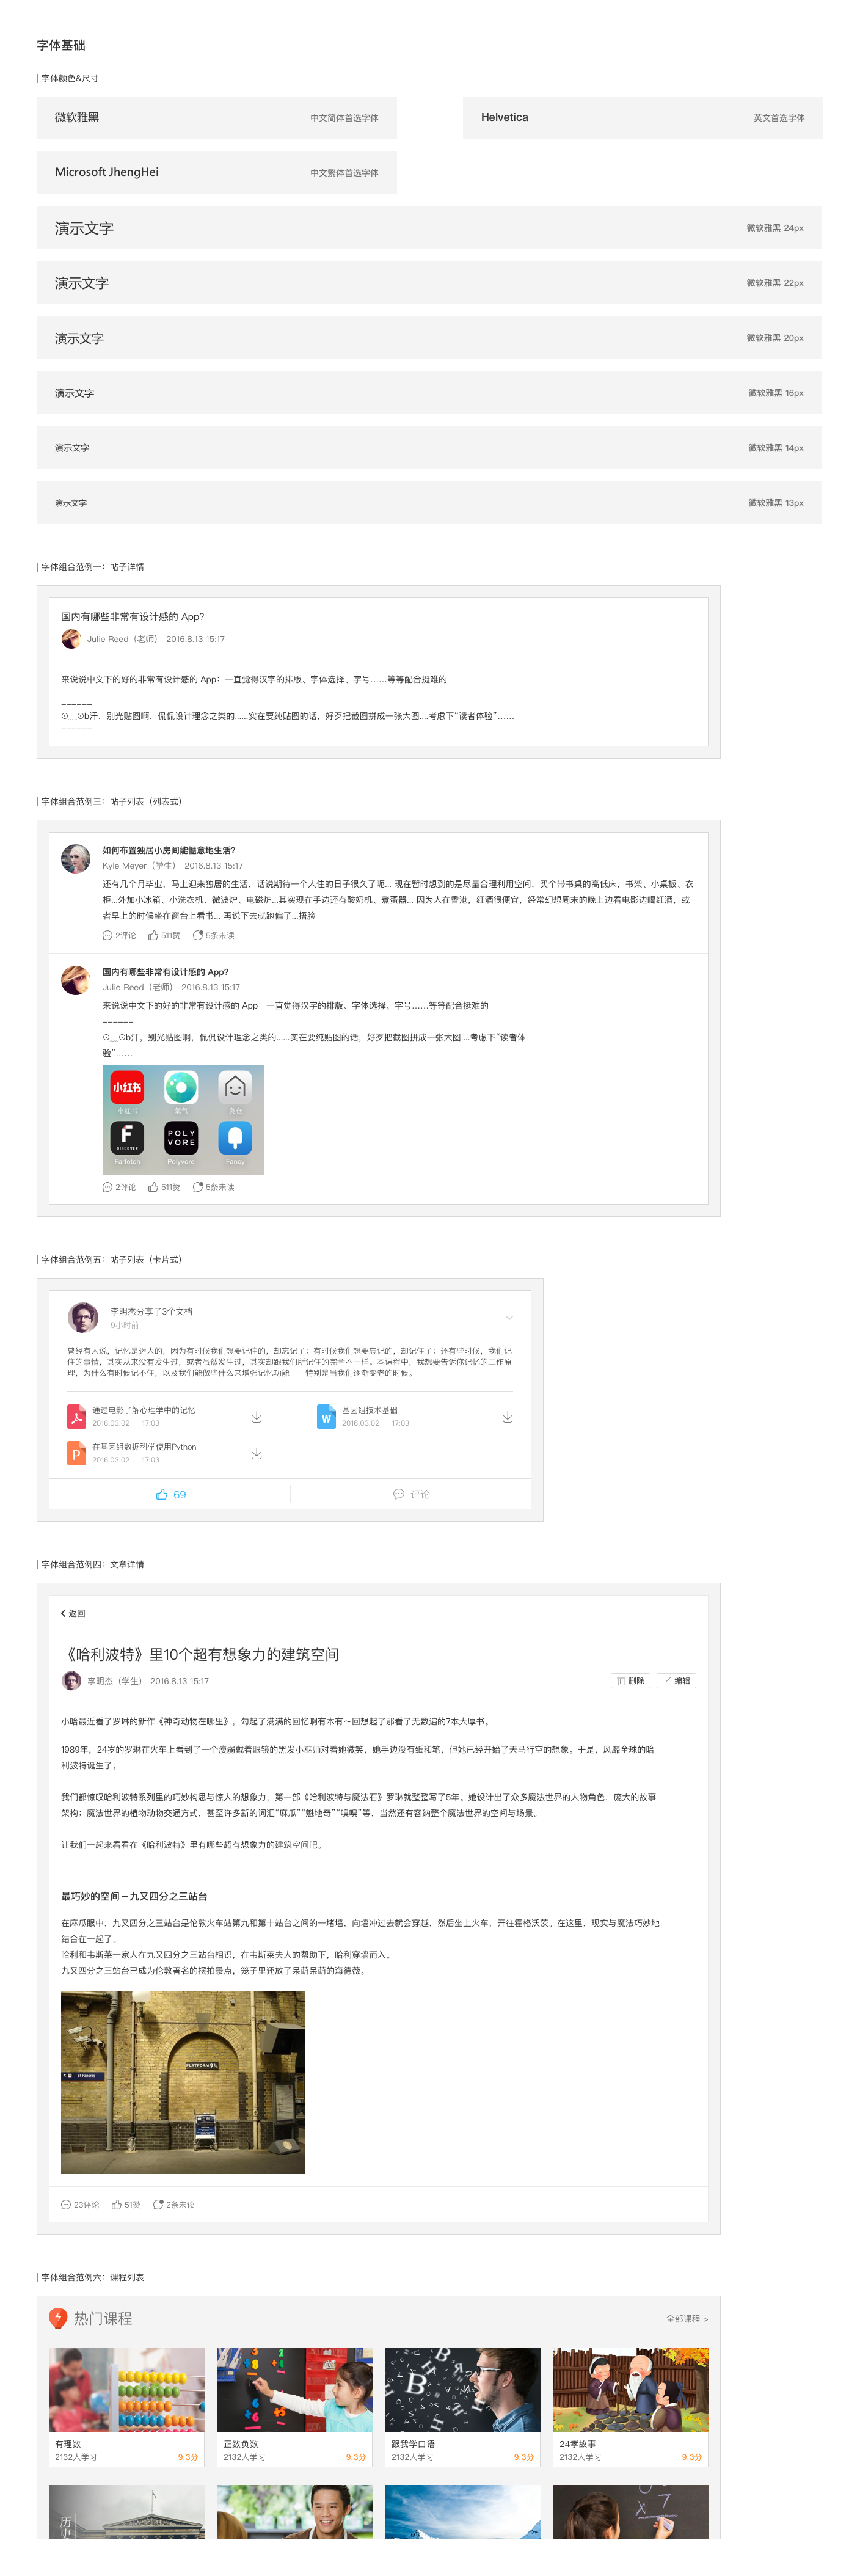 字体基础
字体颜色&尺寸
微软雅黑
中文简体首选字体
Helvetica
英文首选字体
Microsoft JhengHei
中文繁体首选字体
演示文字
微软雅黑 24px
演示文字
微软雅黑 22px
演示文字
微软雅黑 20px
演示文字
微软雅黑 16px
演示文字
微软雅黑 14px
演示文字
微软雅黑 13px
字体组合范例一：帖子详情
国内有哪些非常有设计感的 App?
Julie Reed（老师） 2016.8.13 15:17
来说说中文下的好的非常有设计感的 App：一直觉得汉字的排版、字体选择、字号……等等配合挺难的
------
⊙__⊙b汗，别光贴图啊，侃侃设计理念之类的......实在要纯贴图的话，好歹把截图拼成一张大图....考虑下“读者体验”……
------
字体组合范例三：帖子列表（列表式）
如何布置独居小房间能惬意地生活?
Kyle Meyer（学生） 2016.8.13 15:17
还有几个月毕业，马上迎来独居的生活，话说期待一个人住的日子很久了呃... 现在暂时想到的是尽量合理利用空间，买个带书桌的高低床，书架、小桌板、衣
柜...外加小冰箱、小洗衣机、微波炉、电磁炉...其实现在手边还有酸奶机、煮蛋器... 因为人在香港，红酒很便宜，经常幻想周末的晚上边看电影边喝红酒，或
者早上的时候坐在窗台上看书... 再说下去就跑偏了...捂脸
2评论 511赞 5条未读
国内有哪些非常有设计感的 App?
Julie Reed（老师） 2016.8.13 15:17
来说说中文下的好的非常有设计感的 App：一直觉得汉字的排版、字体选择、字号……等等配合挺难的
------
⊙__⊙b汗，别光贴图啊，侃侃设计理念之类的......实在要纯贴图的话，好歹把截图拼成一张大图....考虑下“读者体
验”……
小红书
小红书 氧气 良仓
F
DISCOVER
POLY
VORE
Farfetch Polyvore Fancy
2评论 511赞 5条未读
字体组合范例五：帖子列表（卡片式）
李明杰分享了3个文档
9小时前
曾经有人说，记忆是迷人的，因为有时候我们想要记住的，却忘记了；有时候我们想要忘记的，却记住了；还有些时候，我们记
住的事情，其实从来没有发生过，或者虽然发生过，其实却跟我们所记住的完全不一样。本课程中，我想要告诉你记忆的工作原
理，为什么有时候记不住，以及我们能做些什么来增强记忆功能——特别是当我们逐渐变老的时候。
通过电影了解心理学中的记忆
2016.03.02 17:03
W
基因组技术基础
2016.03.02 17:03
P
在基因组数据科学使用Python
2016.03.02 17:03
69
评论
字体组合范例四：文章详情
返回
《哈利波特》里10个超有想象力的建筑空间
李明杰（学生） 2016.8.13 15:17
删除
编辑
小哈最近看了罗琳的新作《神奇动物在哪里》，勾起了满满的回忆啊有木有～回想起了那看了无数遍的7本大厚书。
1989年，24岁的罗琳在火车上看到了一个瘦弱戴着眼镜的黑发小巫师对着她微笑，她手边没有纸和笔，但她已经开始了天马行空的想象。于是，风靡全球的哈
利波特诞生了。
我们都惊叹哈利波特系列里的巧妙构思与惊人的想象力，第一部《哈利波特与魔法石》罗琳就整整写了5年。她设计出了众多魔法世界的人物角色，庞大的故事
架构；魔法世界的植物动物交通方式，甚至许多新的词汇“麻瓜”“魁地奇”“嗅嗅”等，当然还有容纳整个魔法世界的空间与场景。
让我们一起来看看在《哈利波特》里有哪些超有想象力的建筑空间吧。
最巧妙的空间－九又四分之三站台
在麻瓜眼中，九又四分之三站台是伦敦火车站第九和第十站台之间的一堵墙，向墙冲过去就会穿越，然后坐上火车，开往霍格沃茨。在这里，现实与魔法巧妙地
结合在一起了。
哈利和韦斯莱一家人在九又四分之三站台相识，在韦斯莱夫人的帮助下，哈利穿墙而入。
九又四分之三站台已成为伦敦著名的摆拍景点，笼子里还放了呆萌呆萌的海德薇。
PLATFORM 9¾
St Pancras
23评论 51赞 2条未读
字体组合范例六：课程列表
热门课程
全部课程 >
有理数
2132人学习 9.3分
正数负数
2132人学习 9.3分
跟我学口语
2132人学习 9.3分
24孝故事
2132人学习 9.3分
历史